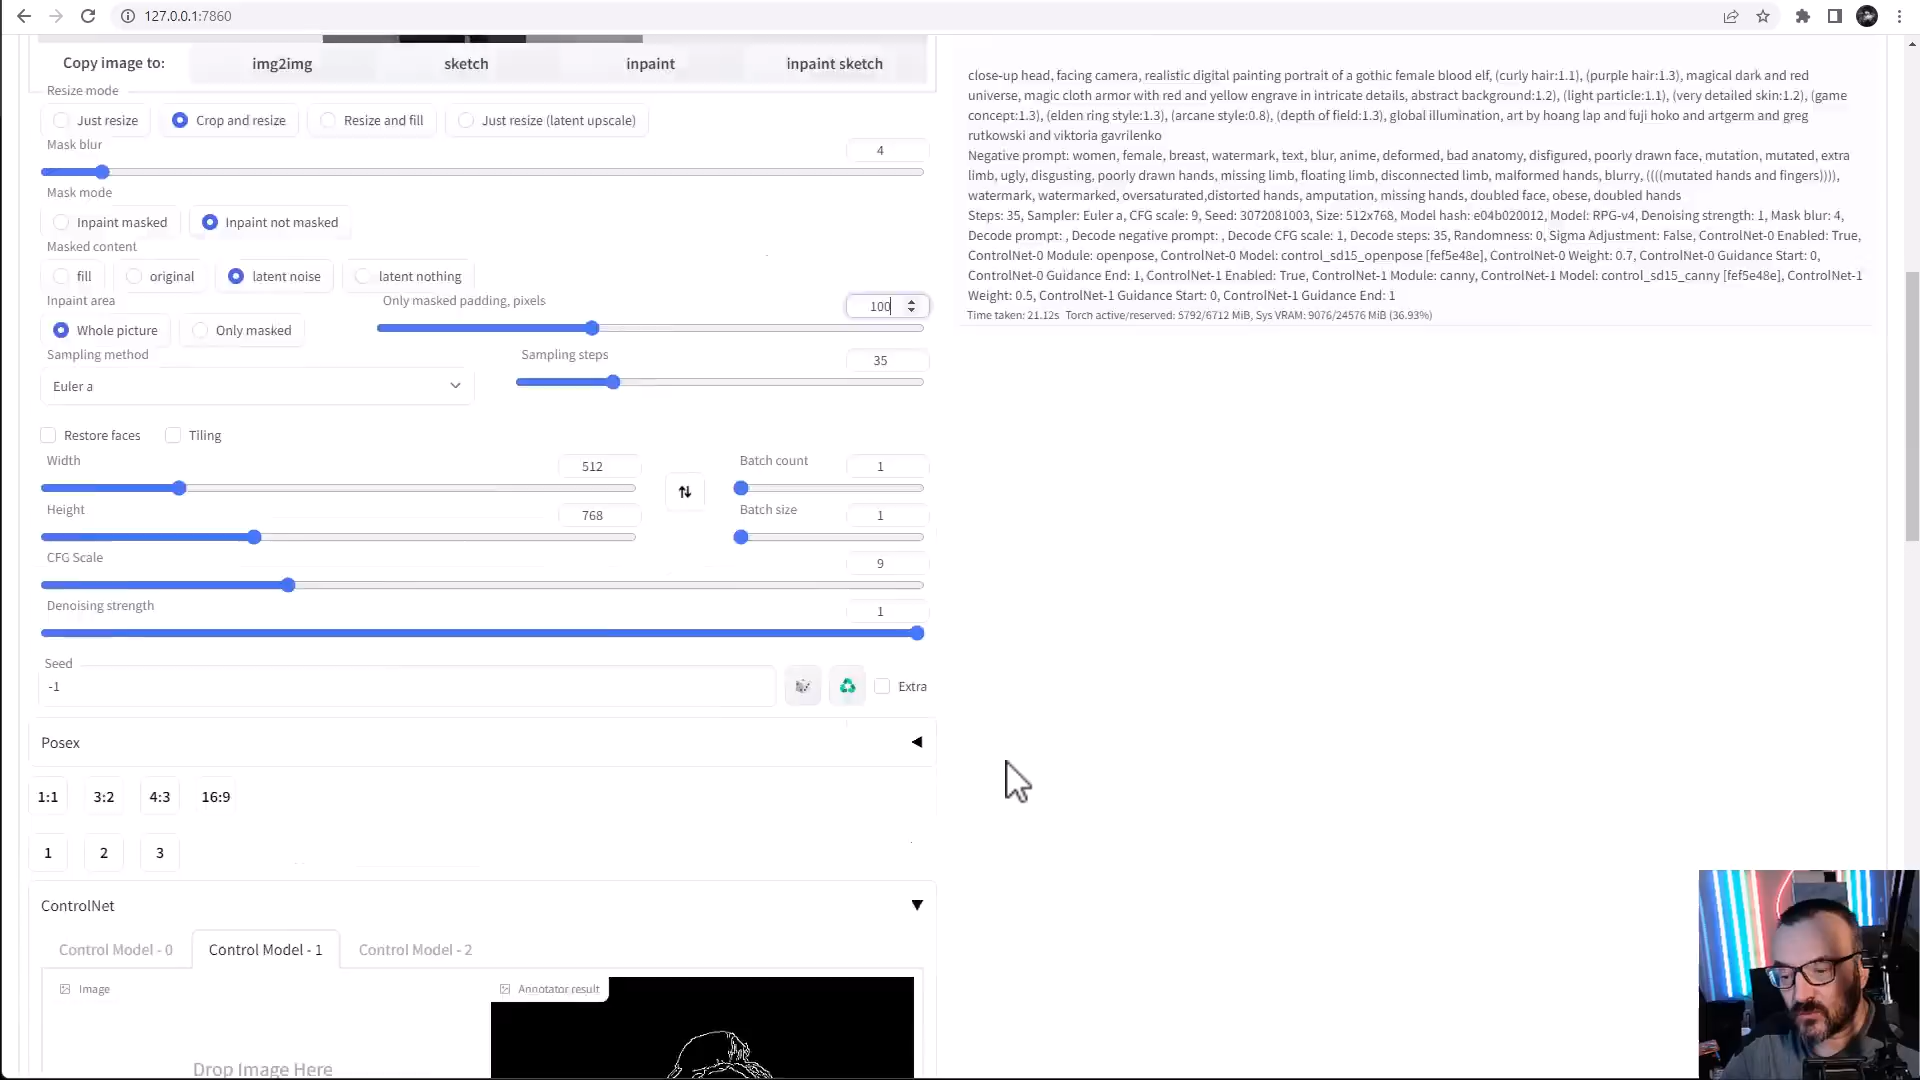 127.0.0.1:7860
Copy image to:
img2img
sketch
inpaint
inpaint sketch
Resize mode
Just resize
Crop and resize
Resize and fill
Just resize (latent upscale)
Mask blur
4
Mask mode
Inpaint masked
Inpaint not masked
Masked content
fill
original
latent noise
latent nothing
Inpaint area
Whole picture
Only masked
Only masked padding, pixels
100
Sampling method
Euler a
Sampling steps
35
Restore faces
Tiling
Width
512
Height
768
Batch count
1
Batch size
1
CFG Scale
9
Denoising strength
1
Seed
-1
Extra
Posex
1:1
3:2
4:3
16:9
1
2
3
ControlNet
Control Model - 0
Control Model - 1
Control Model - 2
Image
Drop Image Here
Annotator result
close-up head, facing camera, realistic digital painting portrait of a gothic female blood elf, (curly hair:1.1), (purple hair:1.3), magical dark and red
universe, magic cloth armor with red and yellow engrave in intricate details, abstract background:1.2), (light particle:1.1), (very detailed skin:1.2), (game
concept:1.3), (elden ring style:1.3), (arcane style:0.8), (depth of field:1.3), global illumination, art by hoang lap and fuji hoko and artgerm and greg
rutkowski and viktoria gavrilenko
Negative prompt: women, female, breast, watermark, text, blur, anime, deformed, bad anatomy, disfigured, poorly drawn face, mutation, mutated, extra
limb, ugly, disgusting, poorly drawn hands, missing limb, floating limb, disconnected limb, malformed hands, blurry, ((((mutated hands and fingers)))),
watermark, watermarked, oversaturated,distorted hands, amputation, missing hands, doubled face, obese, doubled hands
Steps: 35, Sampler: Euler a, CFG scale: 9, Seed: 3072081003, Size: 512x768, Model hash: e04b020012, Model: RPG-v4, Denoising strength: 1, Mask blur: 4,
Decode prompt: , Decode negative prompt: , Decode CFG scale: 1, Decode steps: 35, Randomness: 0, Sigma Adjustment: False, ControlNet-0 Enabled: True,
ControlNet-0 Module: openpose, ControlNet-0 Model: control_sd15_openpose [fef5e48e], ControlNet-0 Weight: 0.7, ControlNet-0 Guidance Start: 0,
ControlNet-0 Guidance End: 1, ControlNet-1 Enabled: True, ControlNet-1 Module: canny, ControlNet-1 Model: control_sd15_canny [fef5e48e], ControlNet-1
Weight: 0.5, ControlNet-1 Guidance Start: 0, ControlNet-1 Guidance End: 1
Time taken: 21.12s Torch active/reserved: 5792/6712 MiB, Sys VRAM: 9076/24576 MiB (36.93%)